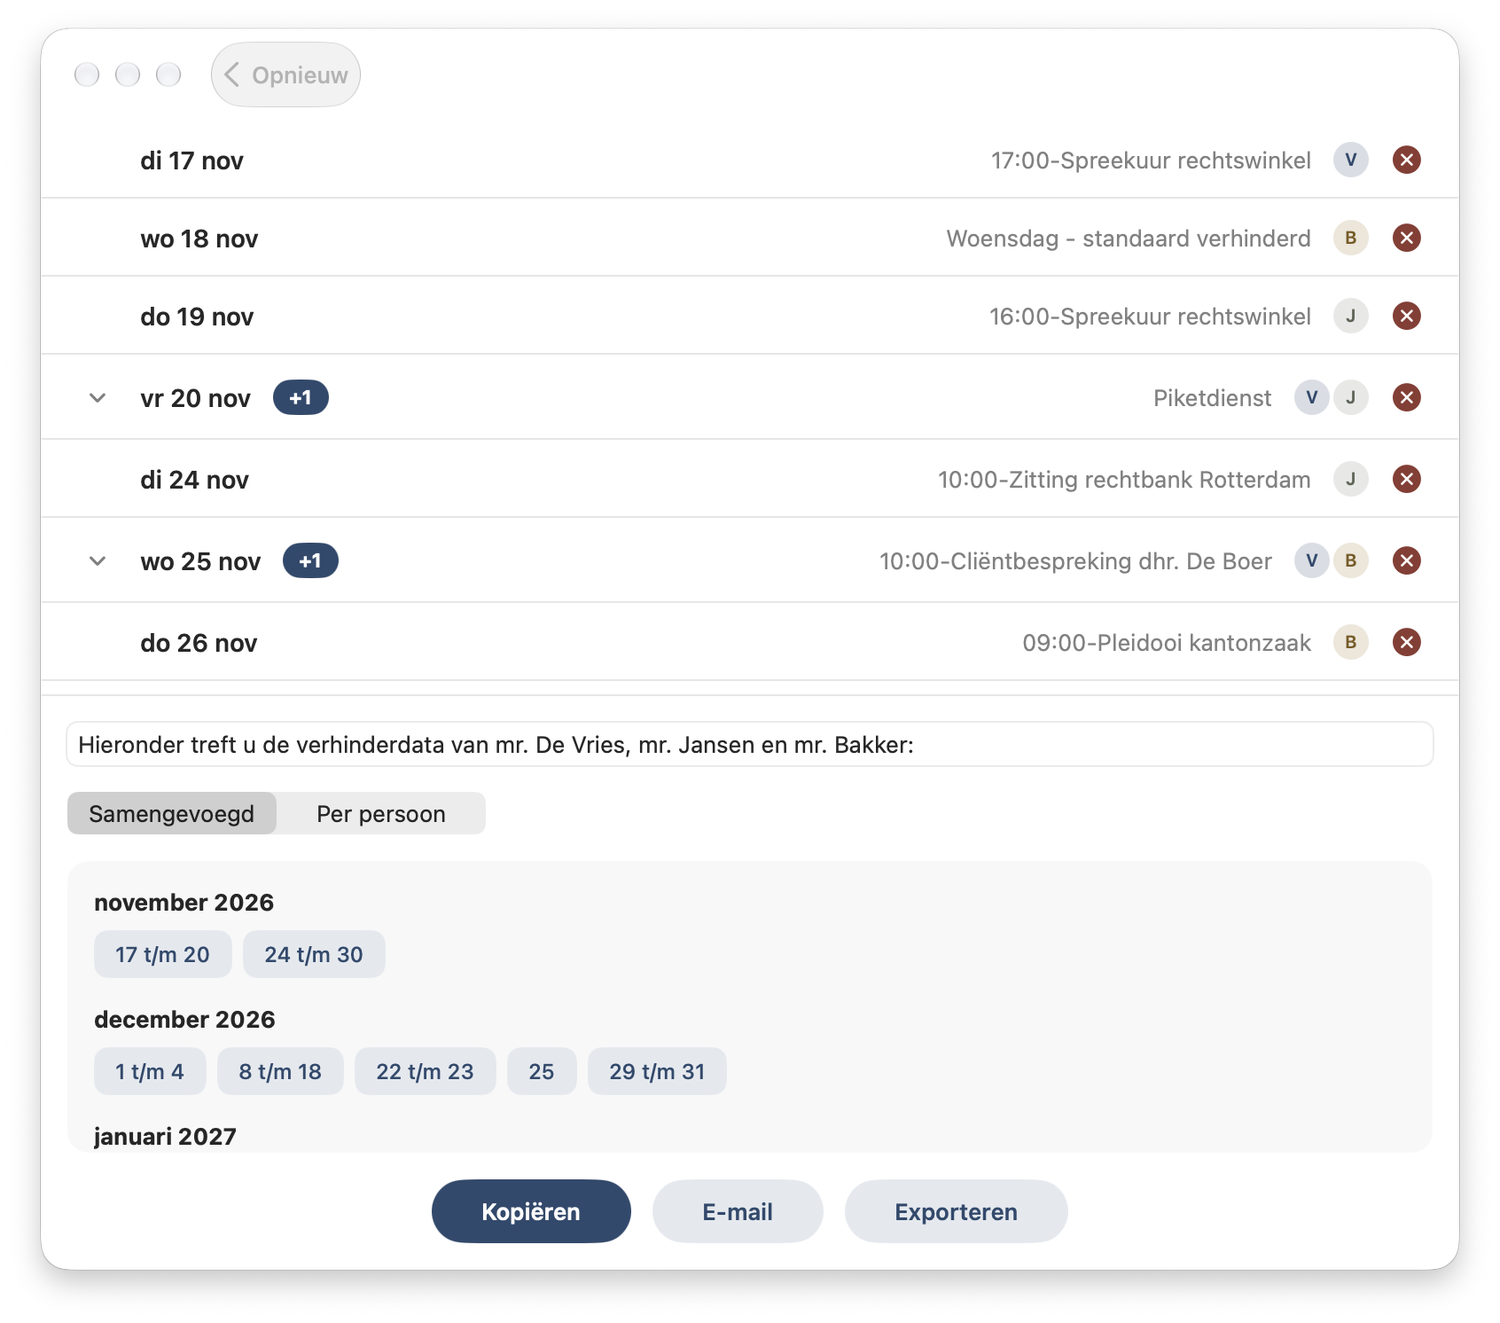 Opnieuw
di 17 nov 17:00-Spreekuur rechtswinkel V
wo 18 nov Woensdag - standaard verhinderd B
do 19 nov 16:00-Spreekuur rechtswinkel J
vr 20 nov +1 Piketdienst V J
di 24 nov 10:00-Zitting rechtbank Rotterdam J
wo 25 nov +1 10:00-Cliëntbespreking dhr. De Boer V B
do 26 nov 09:00-Pleidooi kantonzaak B
Hieronder treft u de verhinderdata van mr. De Vries, mr. Jansen en mr. Bakker:
Samengevoegd Per persoon
november 2026
17 t/m 20 24 t/m 30
december 2026
1 t/m 4 8 t/m 18 22 t/m 23 25 29 t/m 31
januari 2027
Kopiëren E-mail Exporteren